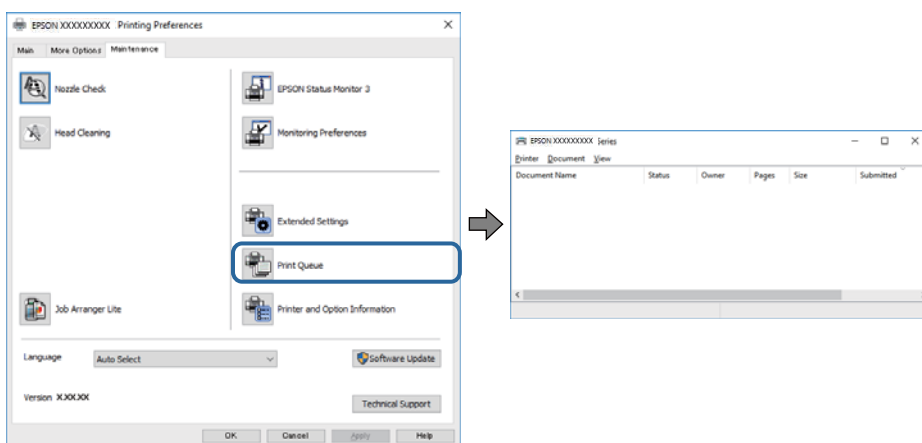 EPSON XXXXXXXXX Printing Preferences
Main More Options Maintenance
Nozzle Check
EPSON Status Monitor 3
Head Cleaning
Monitoring Preferences
Extended Settings
Print Queue
Job Arranger Lite
Printer and Option Information
Language Auto Select Software Update
Version X.XX.XX
Technical Support
OK Cancel Apply Help
EPSON XXXXXXXXX Series
Printer Document View
Document Name Status Owner Pages Size Submitted